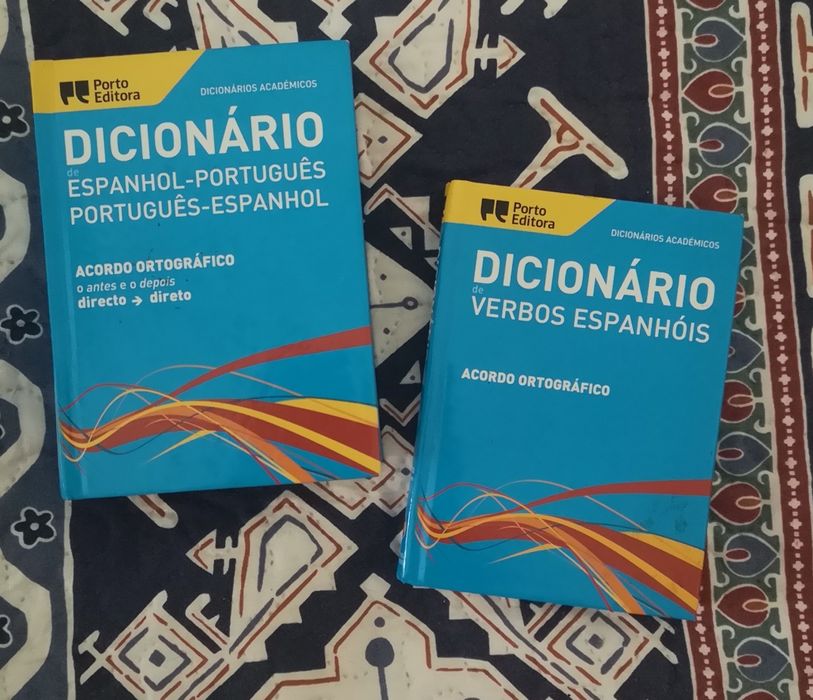 Porto
Editora
DICIONÁRIOS ACADÉMICOS
DICIONÁRIO
de
ESPANHOL-PORTUGUÊS
PORTUGUÊS-ESPANHOL
ACORDO ORTOGRÁFICO
o antes e o depois
directo → direto
Porto
Editora
DICIONÁRIOS ACADÉMICOS
DICIONÁRIO
de
VERBOS ESPANHÓIS
ACORDO ORTOGRÁFICO